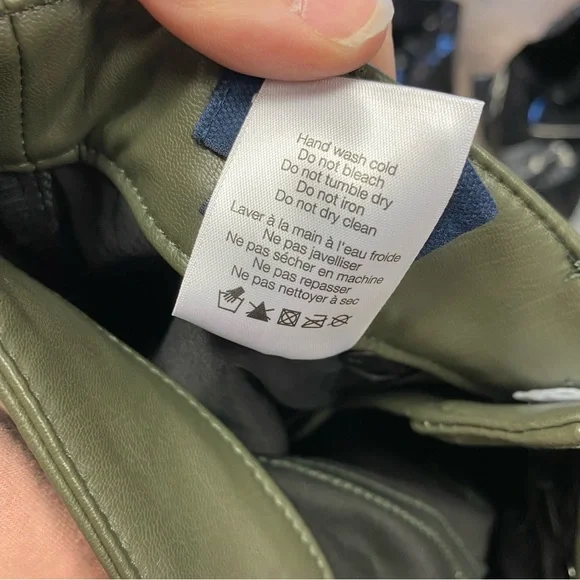 Hand wash cold
Do not bleach
Do not tumble dry
Do not iron
Do not dry clean
Laver à la main à l'eau froide
Ne pas javelliser
Ne pas sécher en machine
Ne pas repasser
Ne pas nettoyer à sec